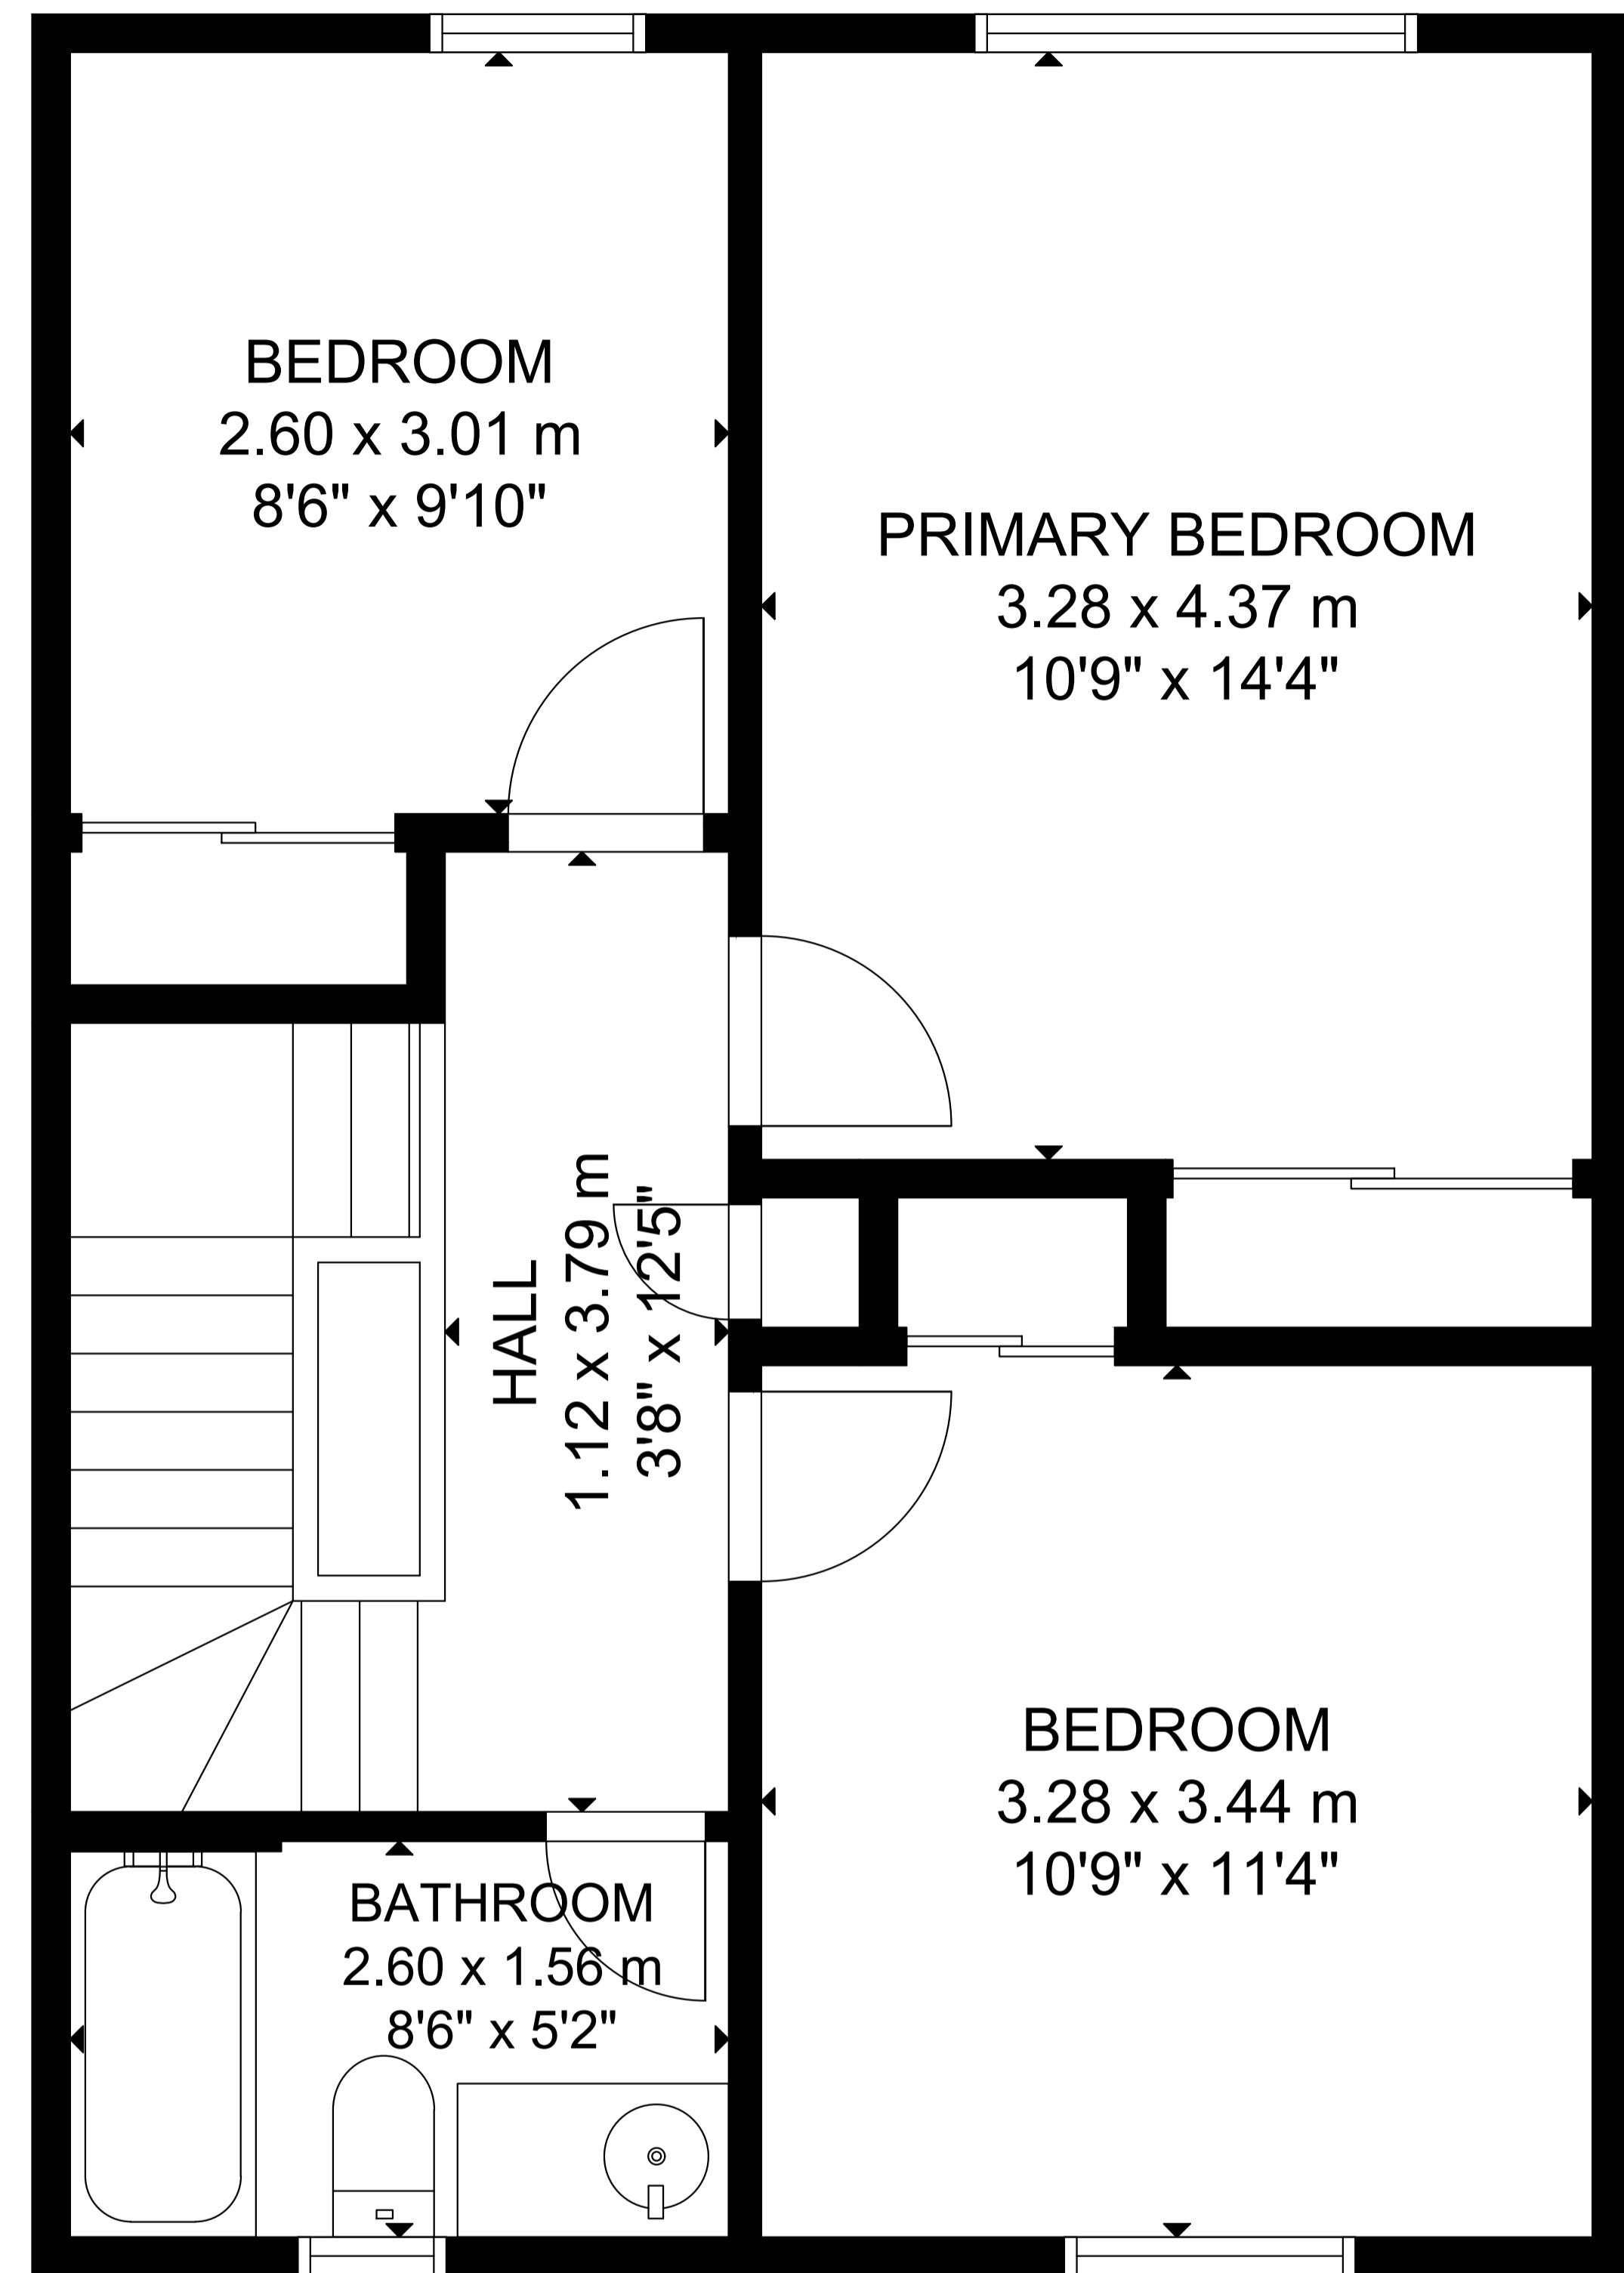 BEDROOM
2.60 x 3.01 m
8'6" x 9'10"
PRIMARY BEDROOM
3.28 x 4.37 m
10'9" x 14'4"
HALL
1.12 x 3.79 m
3'8" x 12'5"
BEDROOM
3.28 x 3.44 m
10'9" x 11'4"
BATHROOM
2.60 x 1.56 m
8'6" x 5'2"